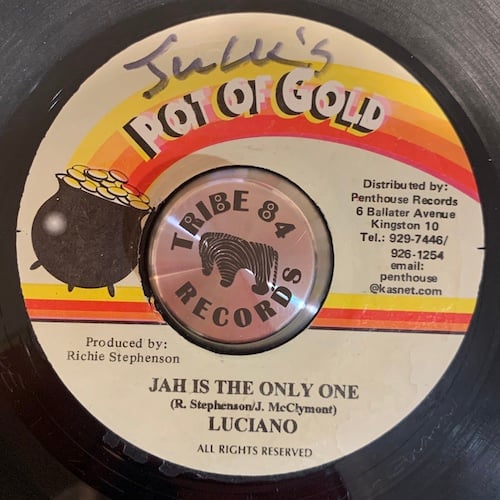 POT OF GOLD
Distributed by:
Penthouse Records
6 Ballater Avenue
Kingston 10
Tel.: 929-7446/
926-1254
email:
penthouse
@kasnet.com
TRIBE 84
RECORDS
Produced by:
Richie Stephenson
JAH IS THE ONLY ONE
(R. Stephenson/J. McClymont)
LUCIANO
ALL RIGHTS RESERVED